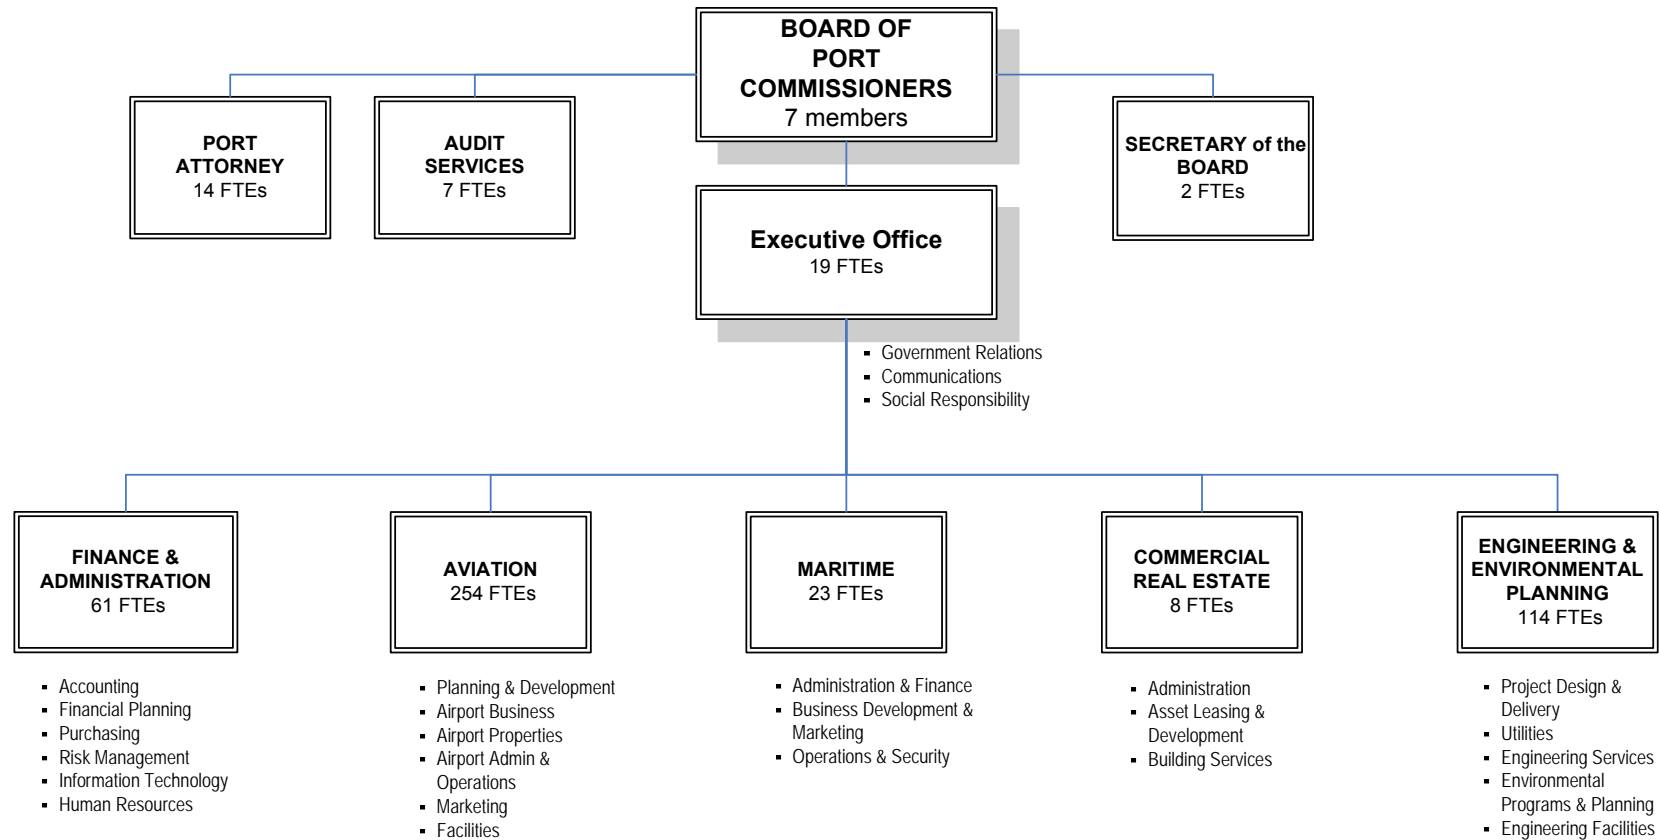 BOARD OF
PORT
COMMISSIONERS
7 members
PORT
ATTORNEY
14 FTEs
AUDIT
SERVICES
7 FTEs
SECRETARY of the
BOARD
2 FTEs
Executive Office
19 FTEs
▪ Government Relations
▪ Communications
▪ Social Responsibility
FINANCE &
ADMINISTRATION
61 FTEs
AVIATION
254 FTEs
MARITIME
23 FTEs
COMMERCIAL
REAL ESTATE
8 FTEs
ENGINEERING &
ENVIRONMENTAL
PLANNING
114 FTEs
▪ Accounting
▪ Financial Planning
▪ Purchasing
▪ Risk Management
▪ Information Technology
▪ Human Resources
▪ Planning & Development
▪ Airport Business
▪ Airport Properties
▪ Airport Admin &
Operations
▪ Marketing
▪ Facilities
▪ Administration & Finance
▪ Business Development &
Marketing
▪ Operations & Security
▪ Administration
▪ Asset Leasing &
Development
▪ Building Services
▪ Project Design &
Delivery
▪ Utilities
▪ Engineering Services
▪ Environmental
Programs & Planning
▪ Engineering Facilities